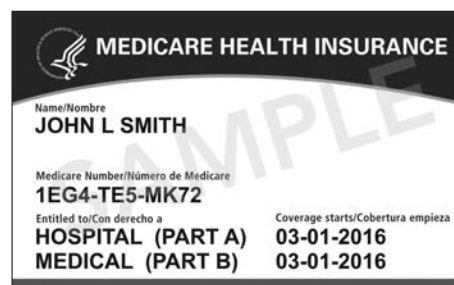 MEDICARE HEALTH INSURANCE
Name/Nombre
JOHN L SMITH
Medicare Number/Número de Medicare
1EG4-TE5-MK72
Entitled to/Con derecho a Coverage starts/Cobertura empieza
HOSPITAL (PART A) 03-01-2016
MEDICAL (PART B) 03-01-2016
SAMPLE